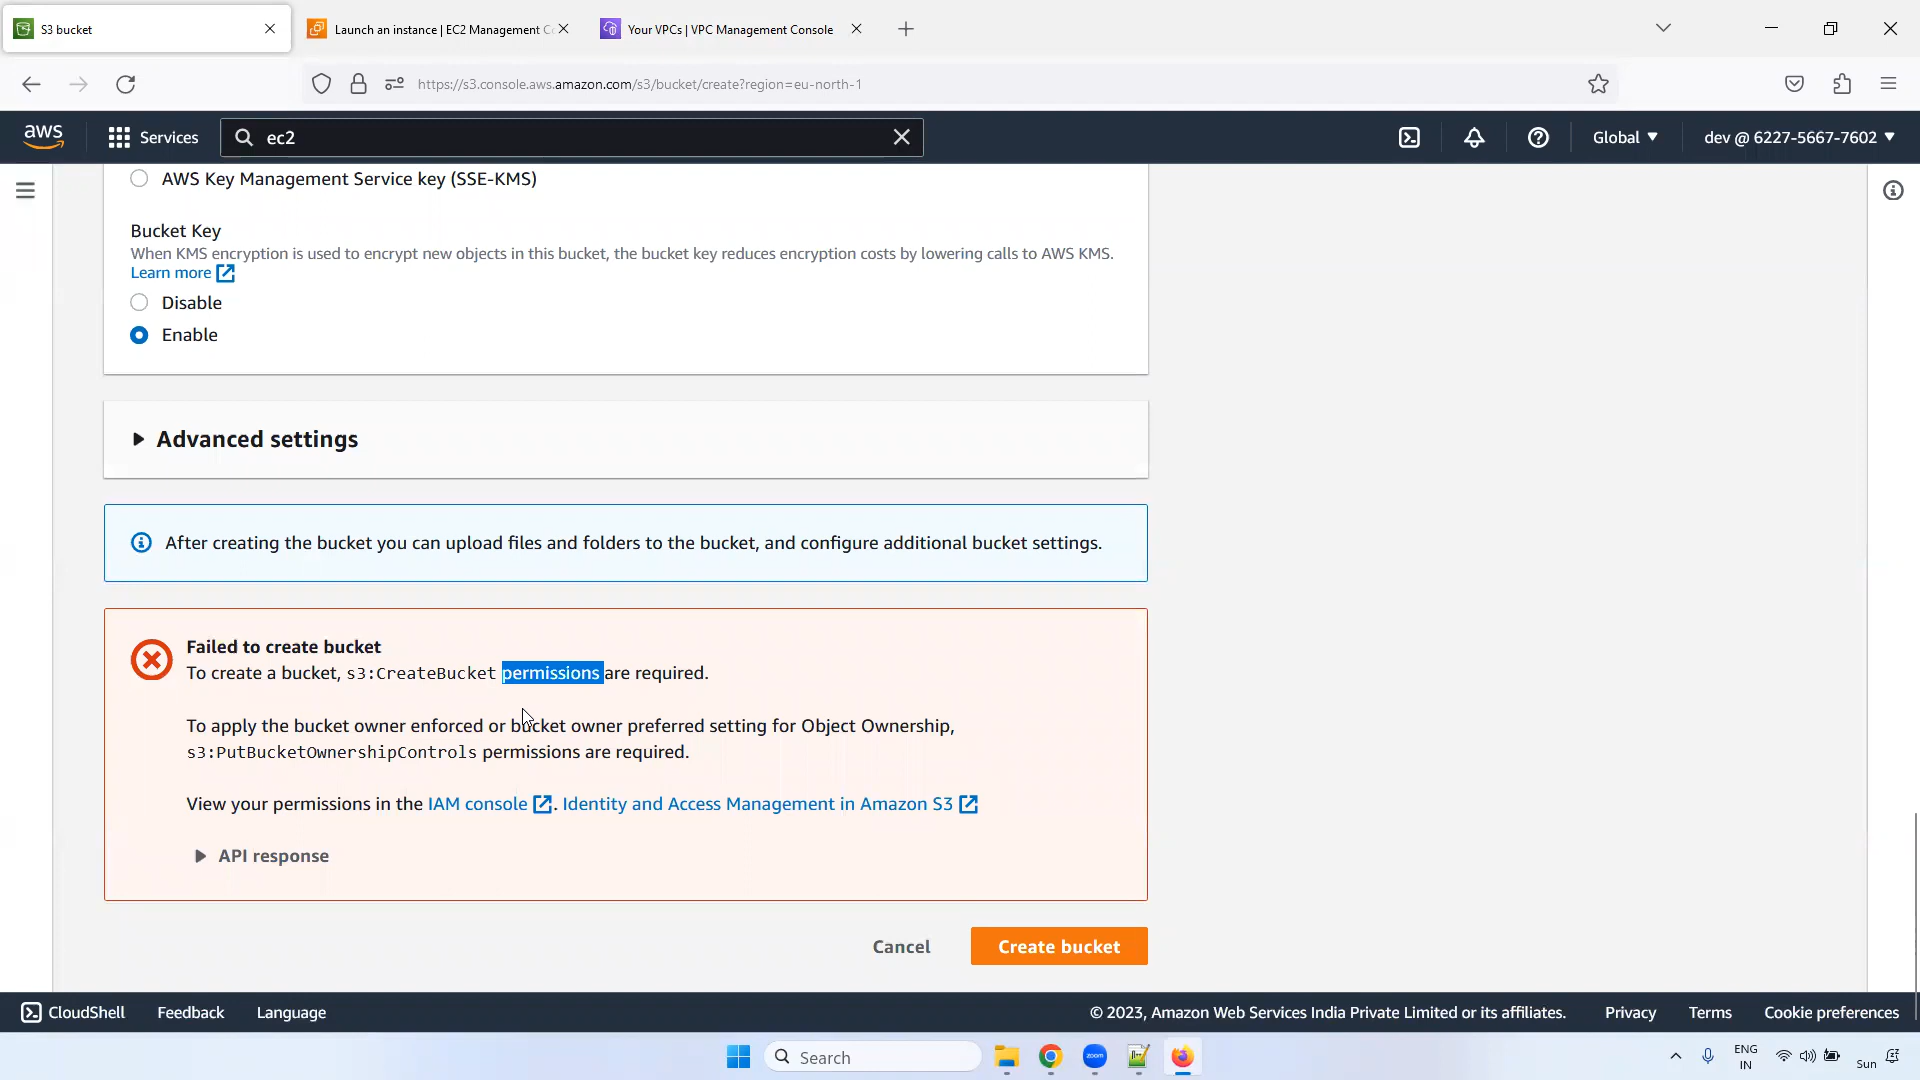 S3 bucket
Launch an instance | EC2 Management Co
Your VPCs | VPC Management Console
https://s3.console.aws.amazon.com/s3/bucket/create?region=eu-north-1
aws
Services
ec2
Global
dev @ 6227-5667-7602
AWS Key Management Service key (SSE-KMS)
Bucket Key
When KMS encryption is used to encrypt new objects in this bucket, the bucket key reduces encryption costs by lowering calls to AWS KMS.
Learn more
Disable
Enable
Advanced settings
After creating the bucket you can upload files and folders to the bucket, and configure additional bucket settings.
Failed to create bucket
To create a bucket, s3:CreateBucket permissions are required.
To apply the bucket owner enforced or bucket owner preferred setting for Object Ownership,
s3:PutBucketOwnershipControls permissions are required.
View your permissions in the IAM console. Identity and Access Management in Amazon S3
API response
Cancel
Create bucket
CloudShell
Feedback
Language
© 2023, Amazon Web Services India Private Limited or its affiliates.
Privacy
Terms
Cookie preferences
Search
zoom
ENG
IN
Sun